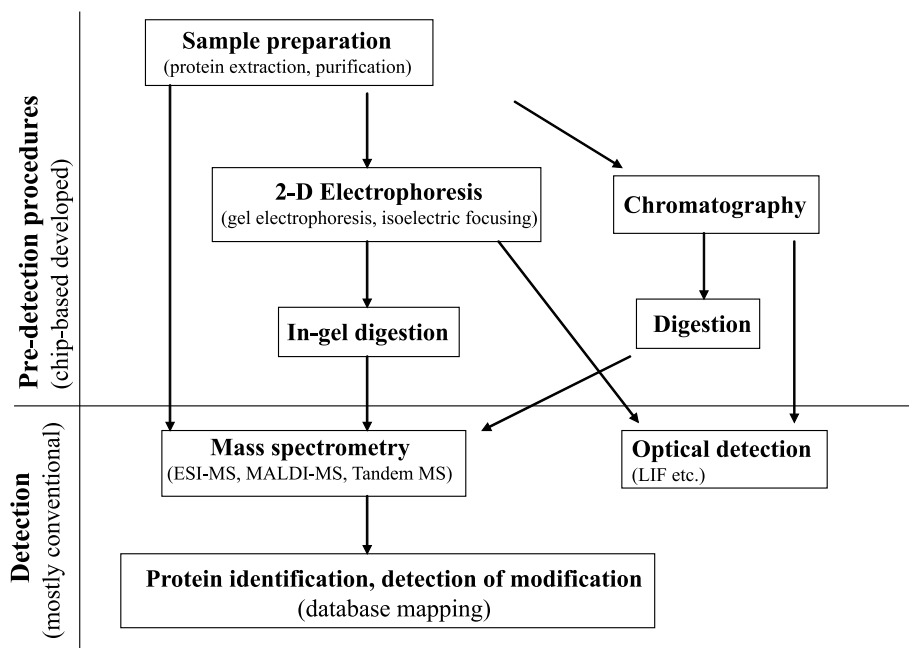 Sample preparation
(protein extraction, purification)
Pre-detection procedures
(chip-based developed)
2-D Electrophoresis
(gel electrophoresis, isoelectric focusing)
Chromatography
In-gel digestion
Digestion
Detection
(mostly conventional)
Mass spectrometry
(ESI-MS, MALDI-MS, Tandem MS)
Optical detection
(LIF etc.)
Protein identification, detection of modification
(database mapping)